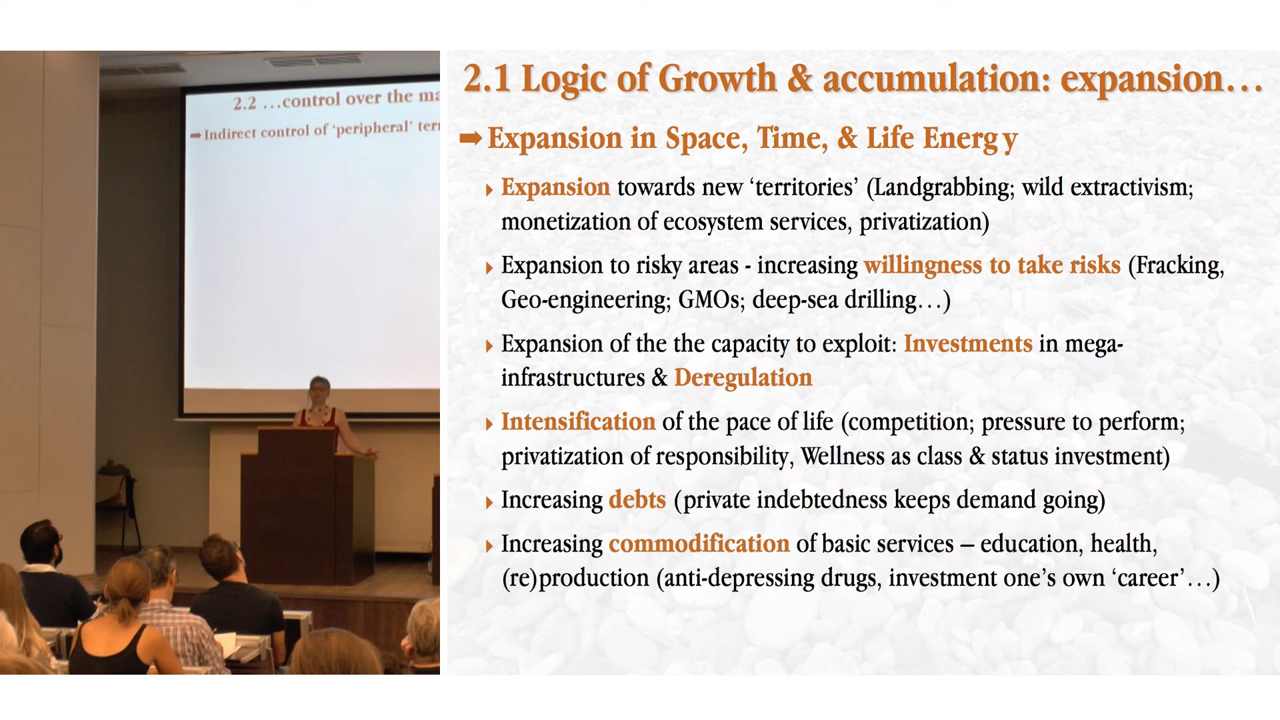 2.2 …control over the ma
➡Indirect control of ‘peripheral’ ter
2.1 Logic of Growth & accumulation: expansion…
➡Expansion in Space, Time, & Life Energy
Expansion towards new ‘territories’ (Landgrabbing; wild extractivism;
monetization of ecosystem services, privatization)
Expansion to risky areas - increasing willingness to take risks (Fracking,
Geo-engineering; GMOs; deep-sea drilling…)
Expansion of the the capacity to exploit: Investments in mega-
infrastructures & Deregulation
Intensification of the pace of life (competition; pressure to perform;
privatization of responsibility, Wellness as class & status investment)
Increasing debts (private indebtedness keeps demand going)
Increasing commodification of basic services – education, health,
(re)production (anti-depressing drugs, investment one’s own ‘career’…)